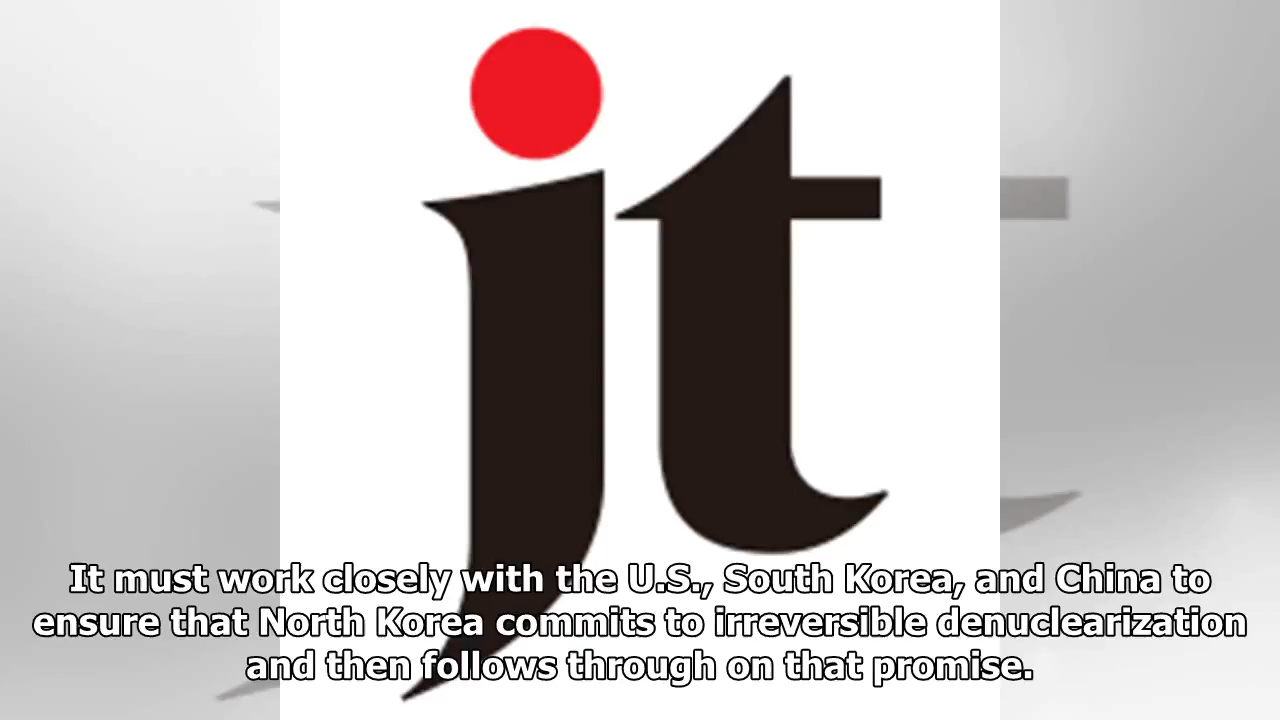 jt
It must work closely with the U.S., South Korea, and China to
ensure that North Korea commits to irreversible denuclearization
and then follows through on that promise.